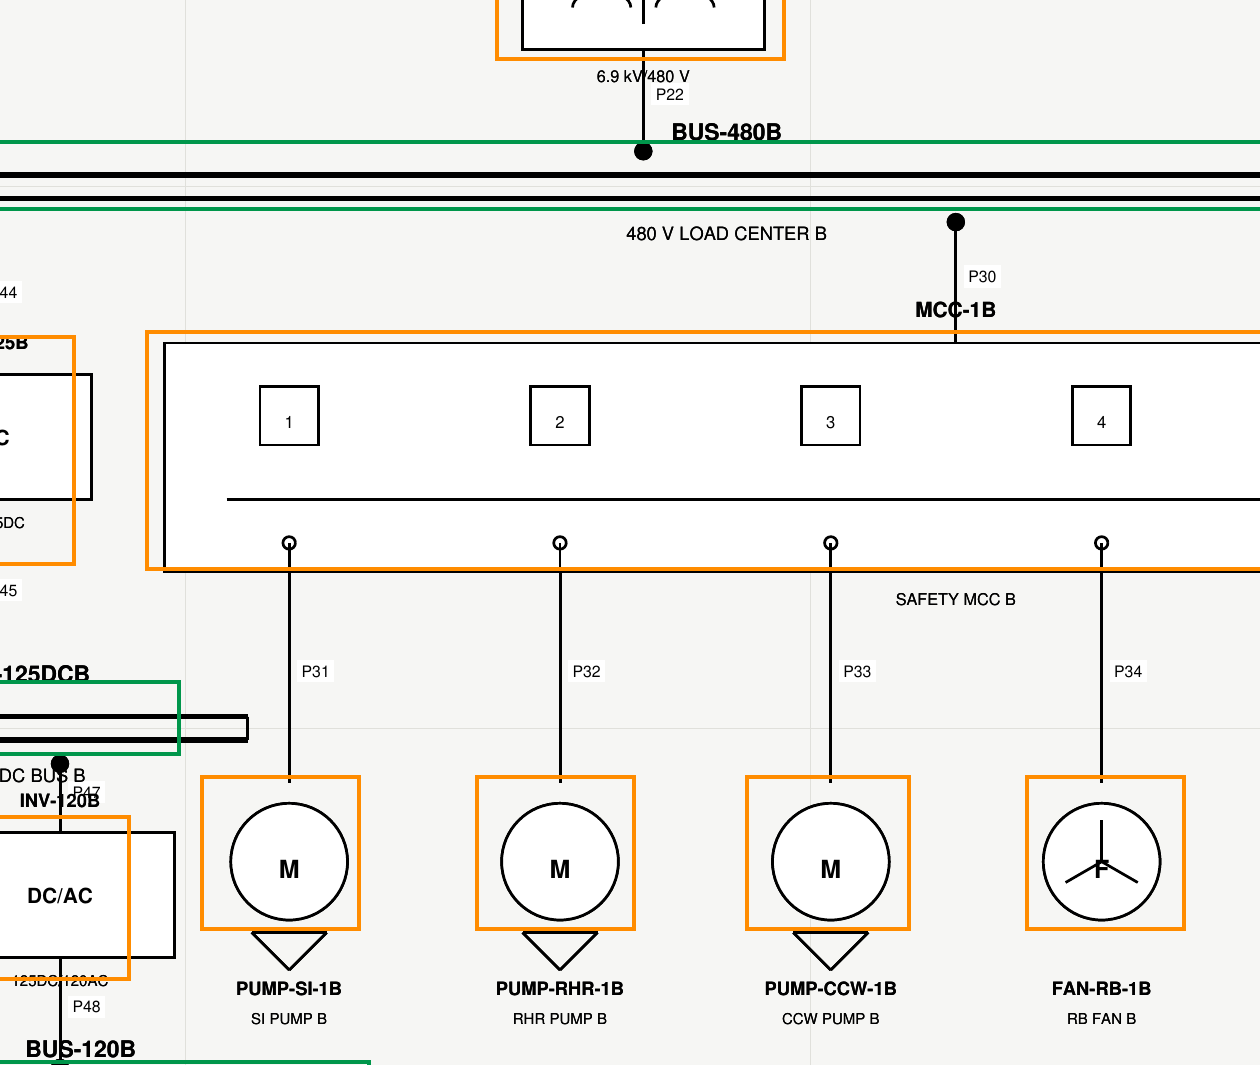 6.9 kV/480 V
P22
BUS-480B
480 V LOAD CENTER B
P30
44
MCC-1B
25B
1
2
3
4
C
5DC
45
SAFETY MCC B
P31
P32
P33
P34
-125DCB
DC BUS B
P47
INV-120B
M
M
M
F
DC/AC
125DC/120AC
PUMP-SI-1B
PUMP-RHR-1B
PUMP-CCW-1B
FAN-RB-1B
P48
SI PUMP B
RHR PUMP B
CCW PUMP B
RB FAN B
BUS-120B